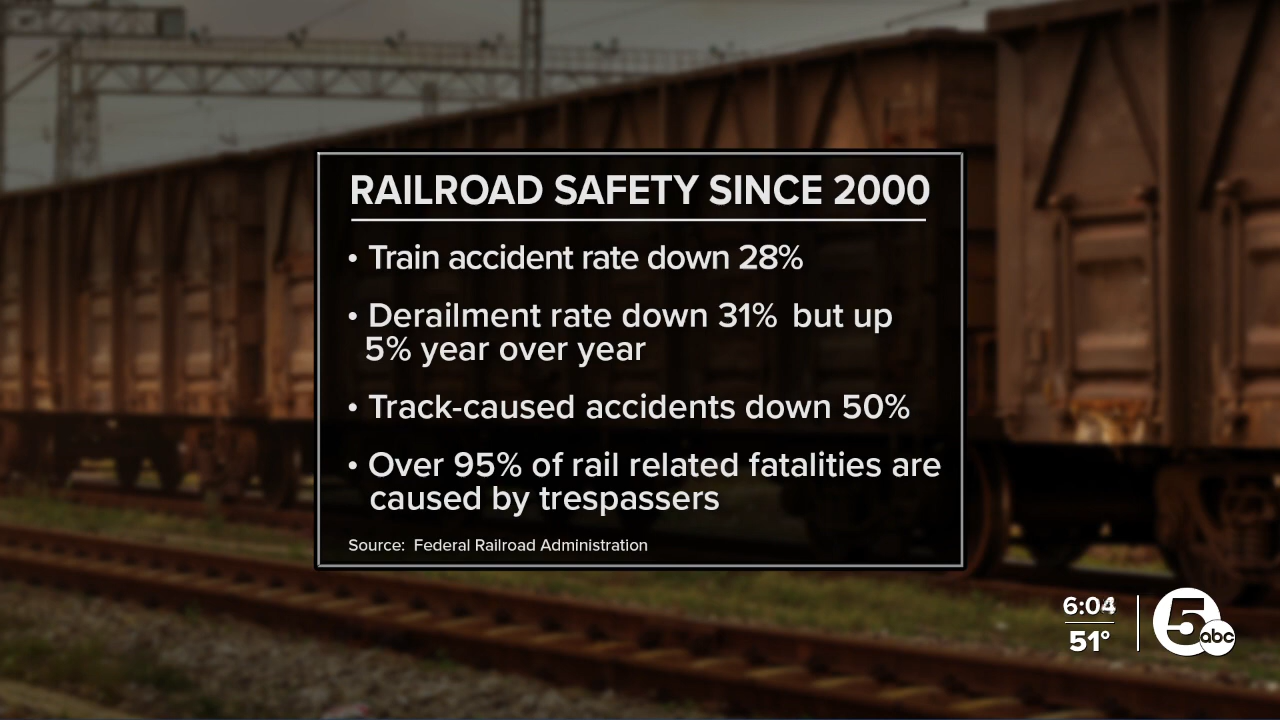 RAILROAD SAFETY SINCE 2000
• Train accident rate down 28%
• Derailment rate down 31% but up
5% year over year
• Track-caused accidents down 50%
• Over 95% of rail related fatalities are
caused by trespassers
Source: Federal Railroad Administration
6:04
51°
5
abc